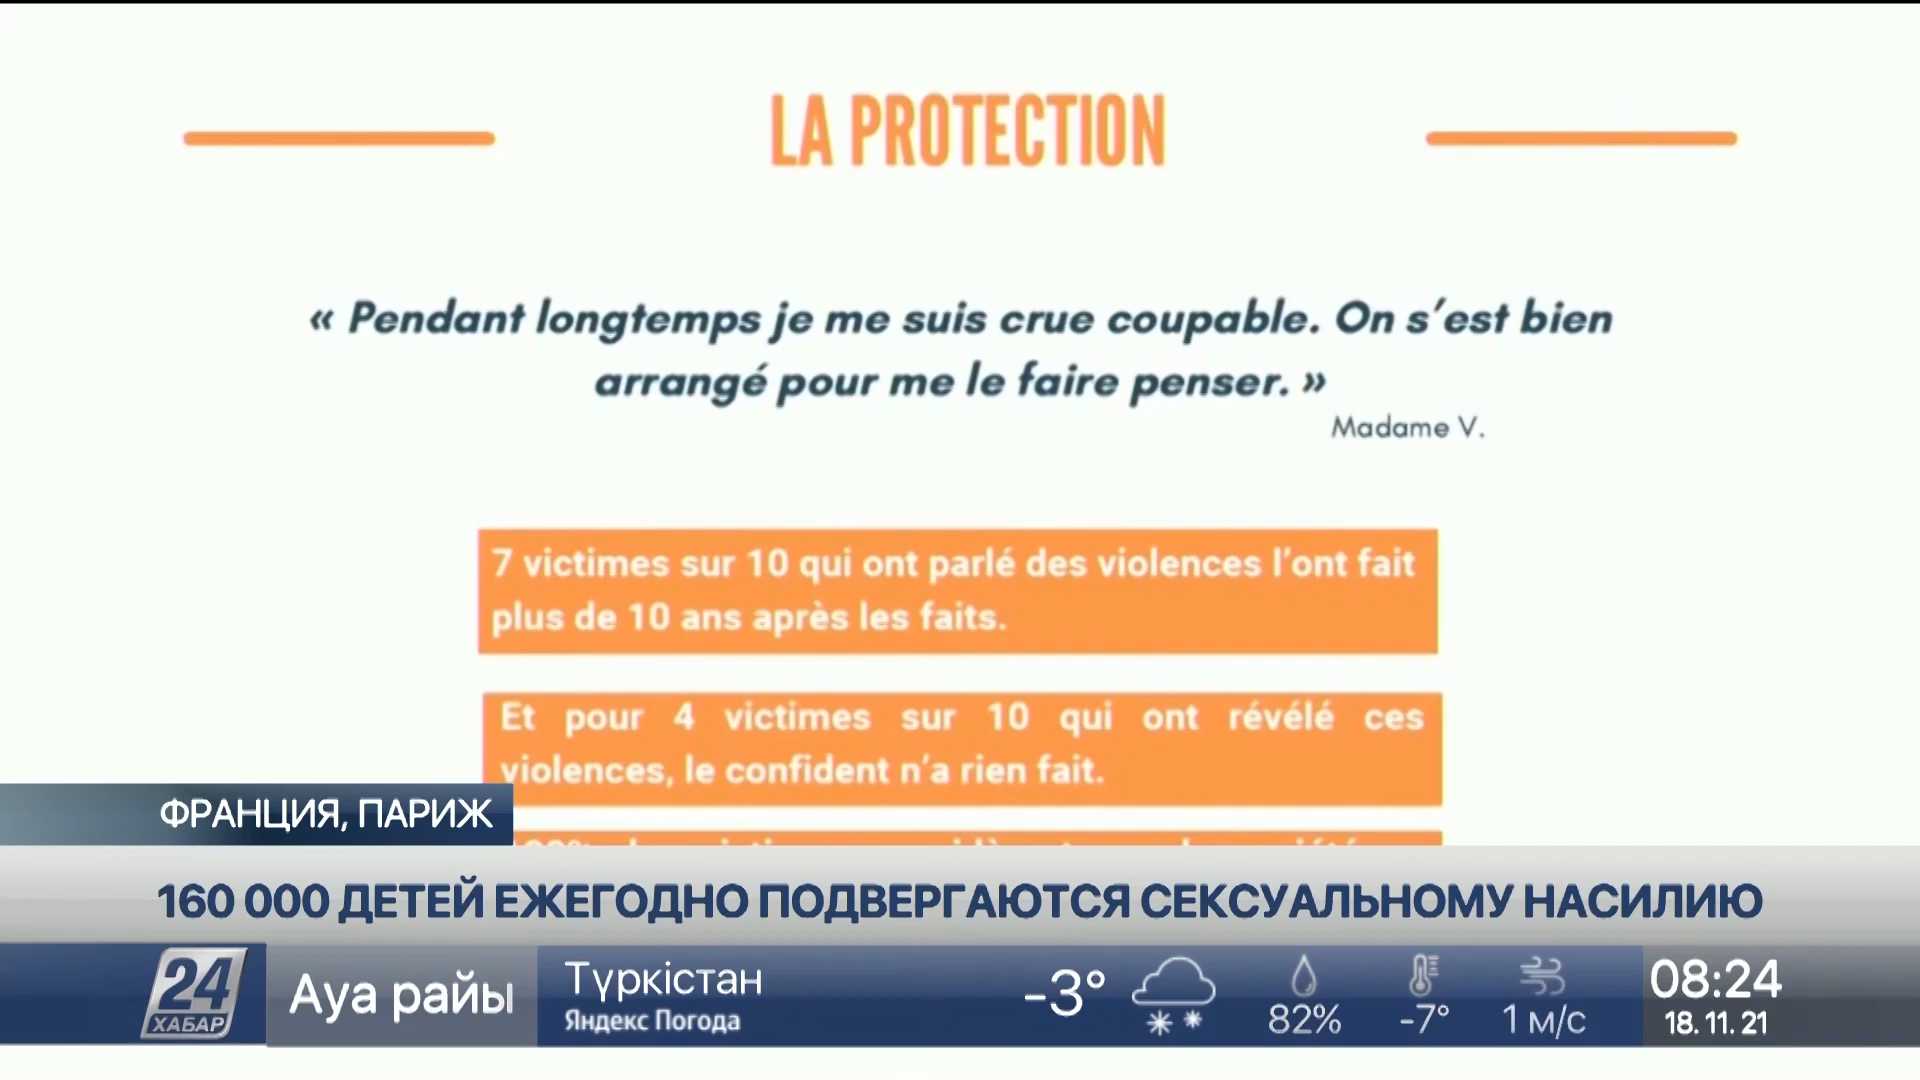 LA PROTECTION
« Pendant longtemps je me suis crue coupable. On s’est bien
arrangé pour me le faire penser. »
Madame V.
7 victimes sur 10 qui ont parlé des violences l’ont fait
plus de 10 ans après les faits.
Et pour 4 victimes sur 10 qui ont révélé ces
violences, le confident n’a rien fait.
ФРАНЦИЯ, ПАРИЖ
160 000 ДЕТЕЙ ЕЖЕГОДНО ПОДВЕРГАЮТСЯ СЕКСУАЛЬНОМУ НАСИЛИЮ
24
ХАБАР
Ауа райы
Түркістан
Яндекс Погода
-3°
82%
-7°
1 м/с
08:24
18. 11. 21